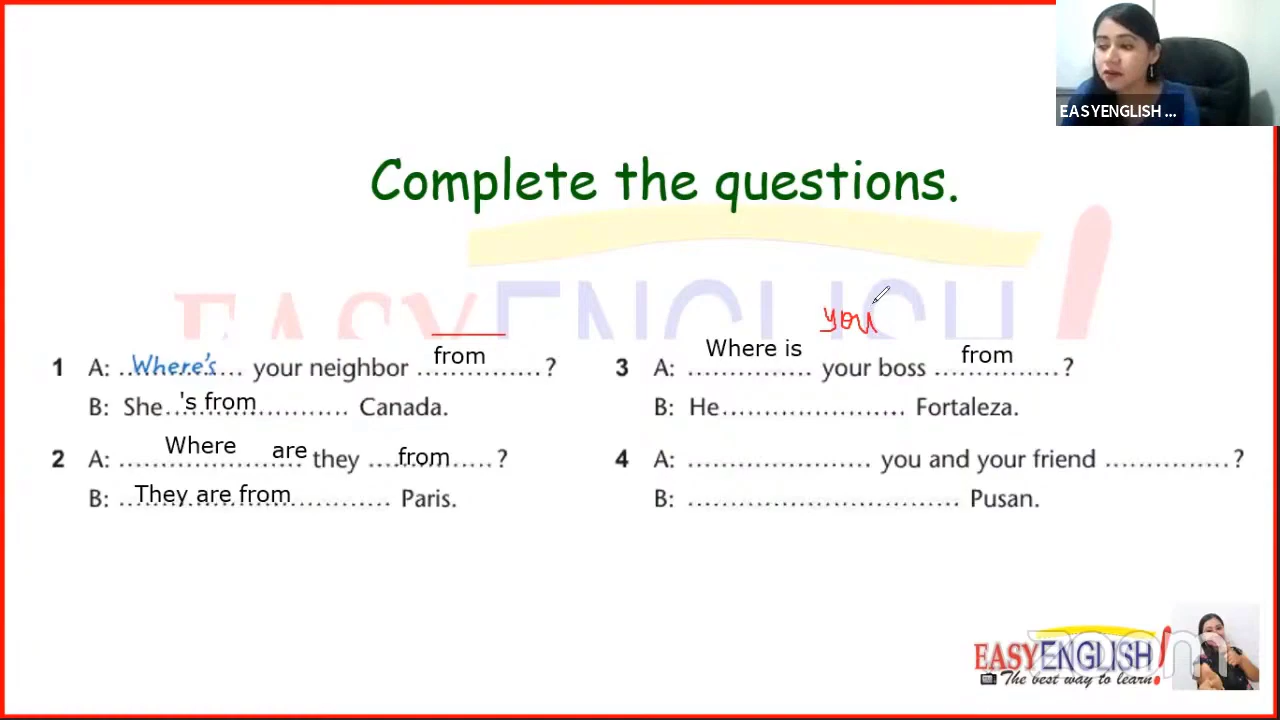 EASYENGLISH ...
Complete the questions.
EASYENGLISH!
you
1 A: Where's your neighbor from ?
B: She 's from Canada.
2 A: Where are they from ?
B: They are from Paris.
3 A: Where is your boss from ?
B: He........................ Fortaleza.
4 A: ........................ you and your friend ................ ?
B: .................................... Pusan.
zoom
EASYENGLISH!
The best way to learn!